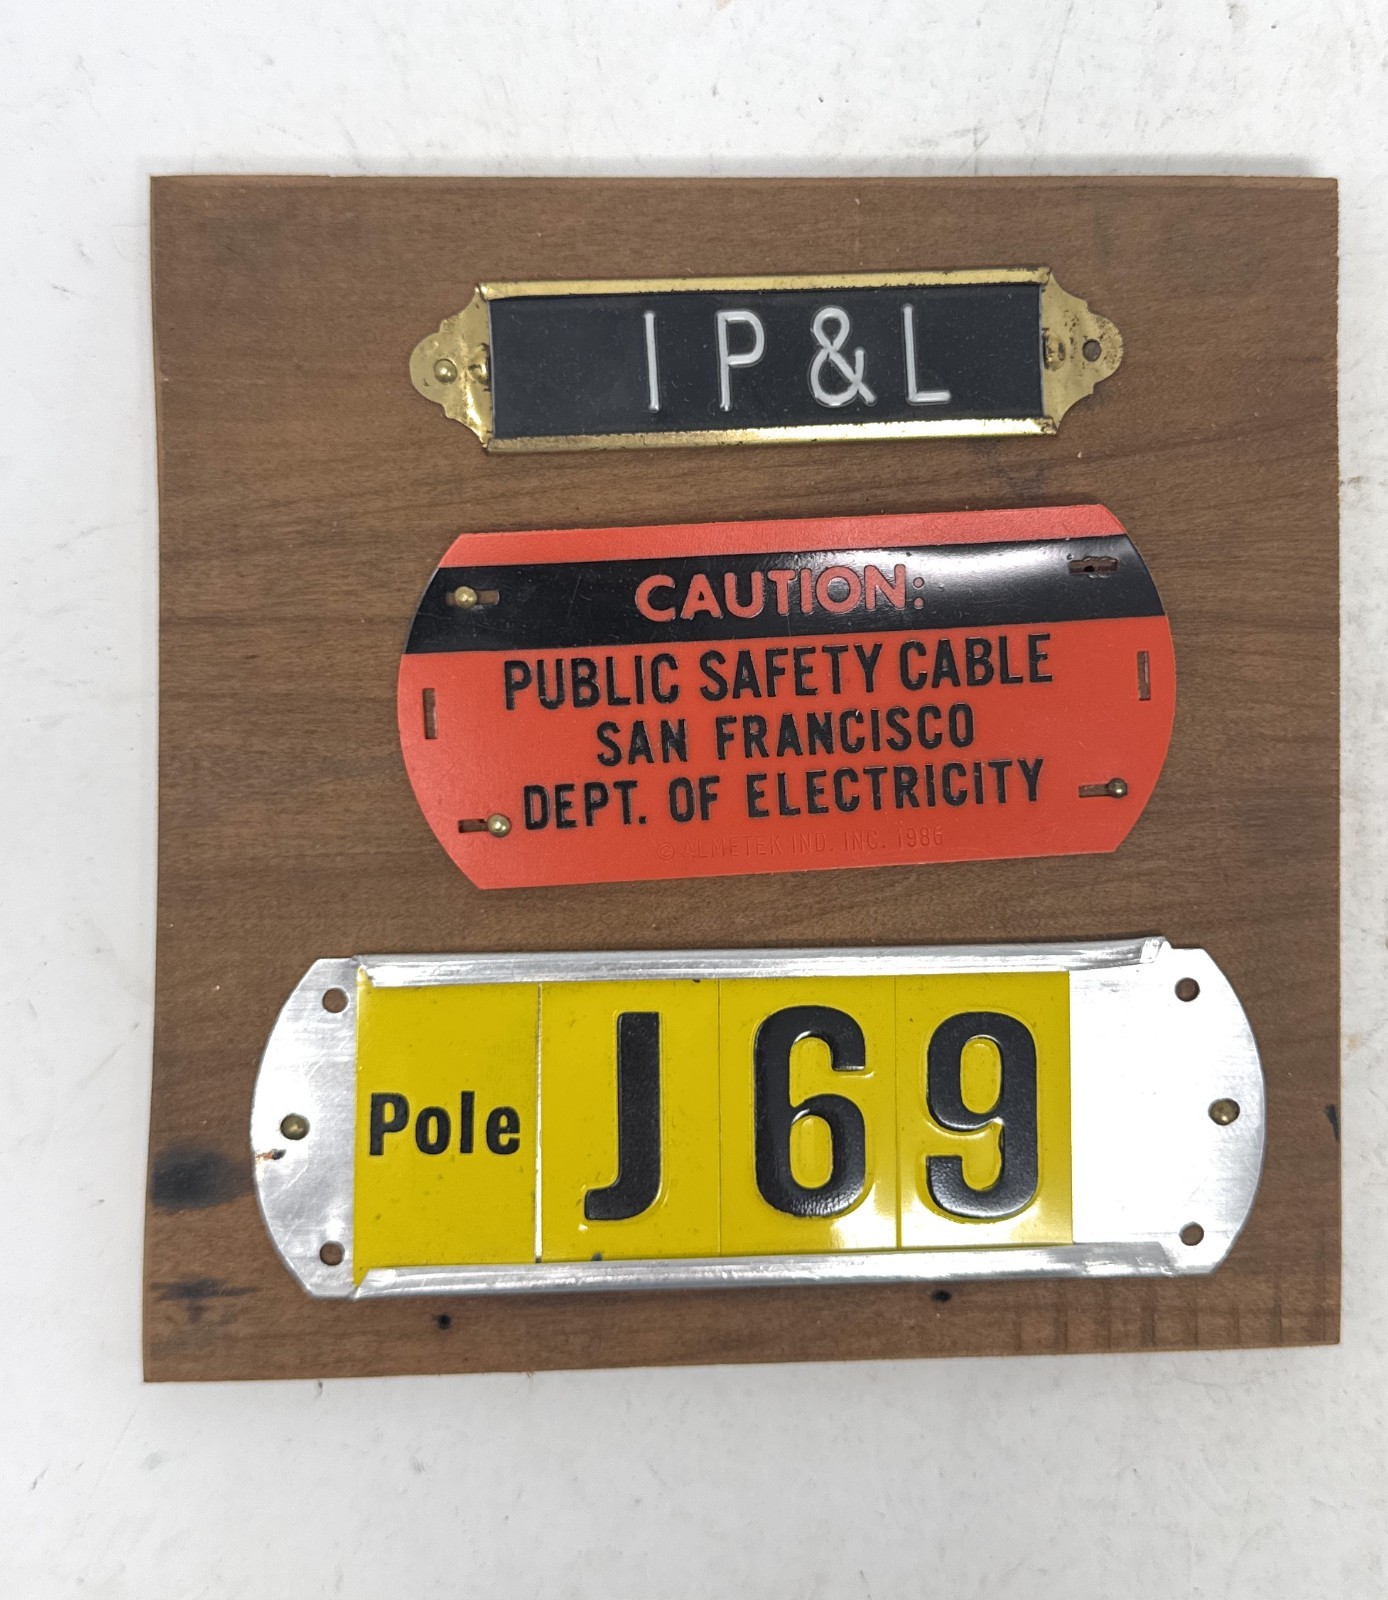 IP&L
CAUTION:
PUBLIC SAFETY CABLE
SAN FRANCISCO
DEPT. OF ELECTRICITY
© ALMETEK IND. INC. 1986
Pole J69